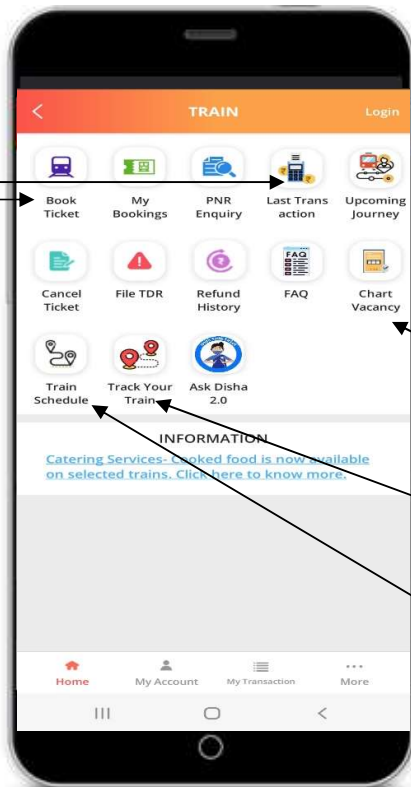 TRAIN
Login
Book
Ticket
My
Bookings
PNR
Enquiry
Last Trans
action
Upcoming
Journey
Cancel
Ticket
File TDR
Refund
History
FAQ
FAQ
Chart
Vacancy
Train
Schedule
Track Your
Train
Ask Disha
2.0
INFORMATION
Catering Services- Cooked food is now available
on selected trains. Click here to know more.
Home
My Account
My Transaction
More